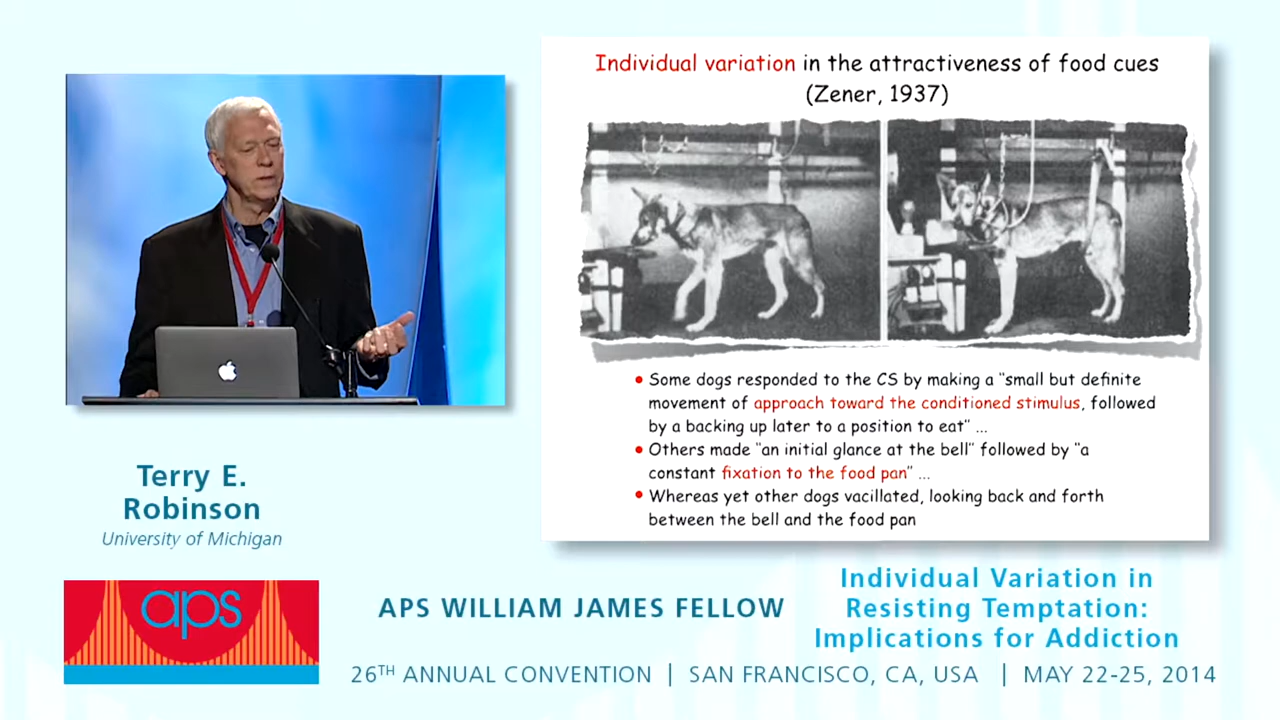 Individual variation in the attractiveness of food cues
(Zener, 1937)
• Some dogs responded to the CS by making a "small but definite
movement of approach toward the conditioned stimulus, followed
by a backing up later to a position to eat" ...
• Others made "an initial glance at the bell" followed by "a
constant fixation to the food pan" ...
• Whereas yet other dogs vacillated, looking back and forth
between the bell and the food pan
Terry E.
Robinson
University of Michigan
aps
APS WILLIAM JAMES FELLOW
Individual Variation in
Resisting Temptation:
Implications for Addiction
26TH ANNUAL CONVENTION | SAN FRANCISCO, CA, USA | MAY 22-25, 2014